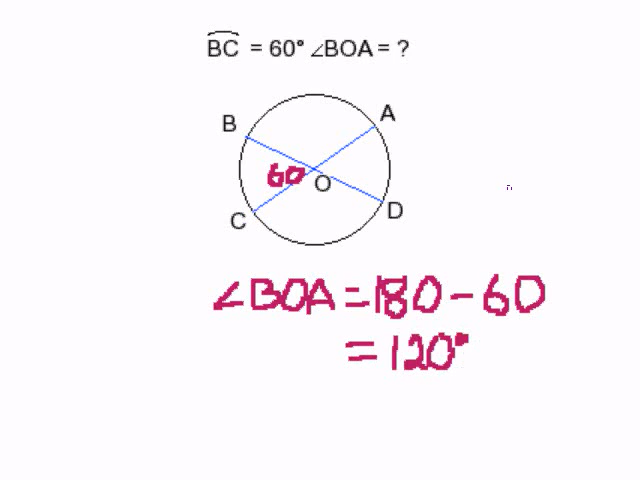 BC = 60° ∠BOA = ?
A
B
60
O
C
D
∠BOA = 180 - 60
= 120°